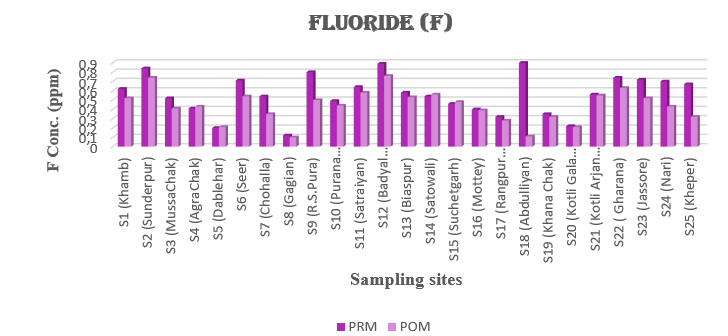 FLUORIDE (F)
F Conc. (ppm)
0.9
0.8
0.7
0.6
0.5
0.4
0.3
0.2
0.1
0
S1 (Khamb)
S2 (Sunderpur)
S3 (MussaChak)
S4 (AgraChak)
S5 (Dablehar)
S6 (Seer)
S7 (Chohalla)
S8 (Gagian)
S9 (R.S.Pura)
S10 (Purana...
S11 (Satraiyan)
S12 (Badyal...
S13 (Biaspur)
S14 (Satowali)
S15 (Suchetgarh)
S16 (Mottey)
S17 (Rangpur...
S18 (Abdulliyan)
S19 (Khana Chak)
S20 (Kotli Gala...
S21 (Kotli Arjan...
S22 ( Gharana)
S23 (Jassore)
S24 (Nari)
S25 (Kheper)
Sampling sites
PRM POM